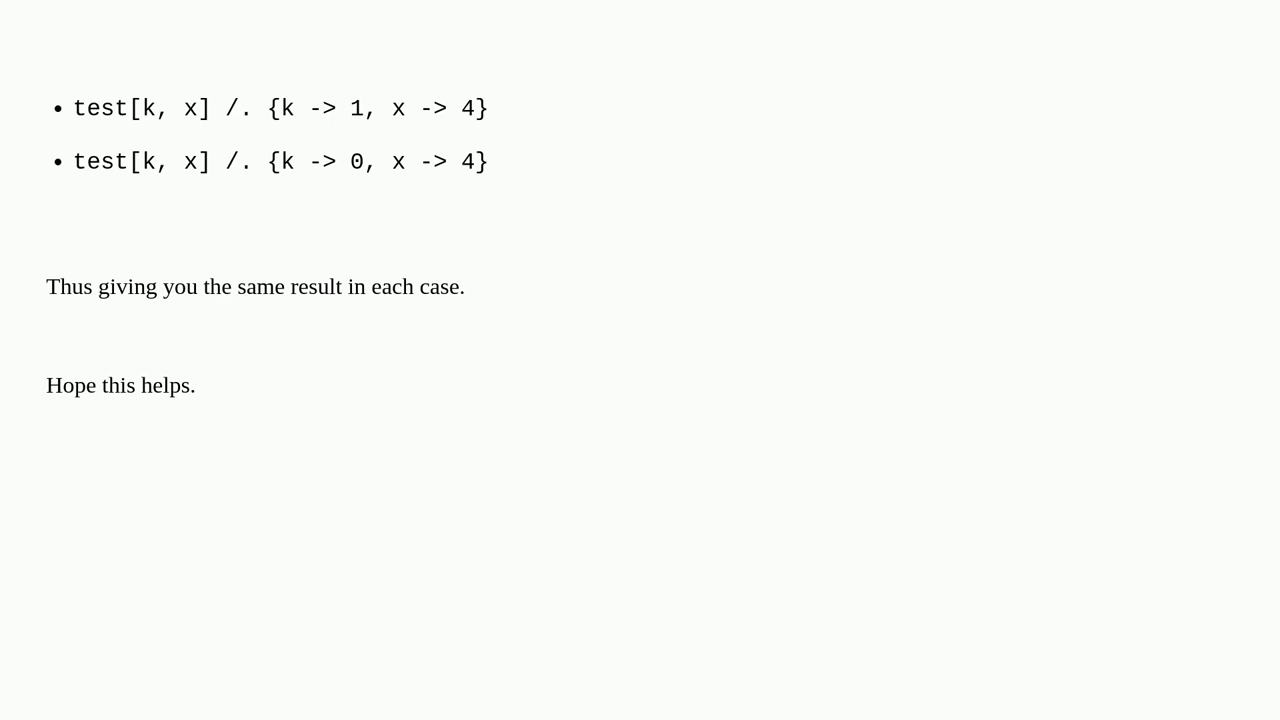 • test[k, x] /. {k -> 1, x -> 4}
• test[k, x] /. {k -> 0, x -> 4}
Thus giving you the same result in each case.
Hope this helps.